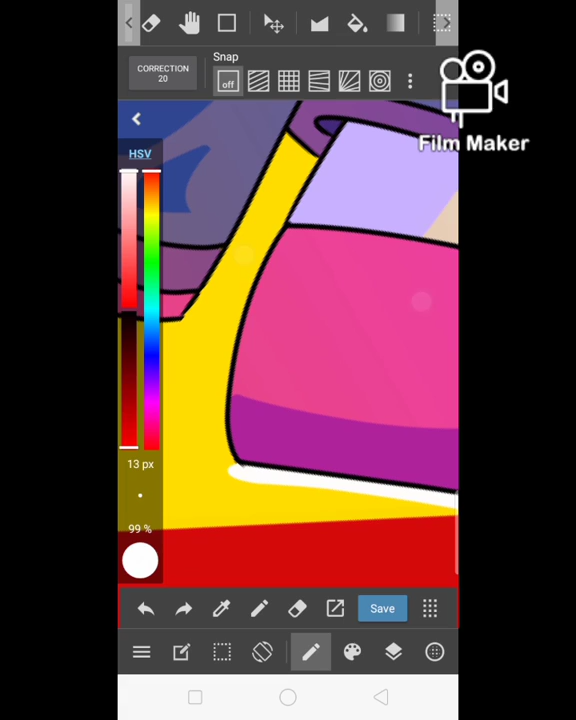 Snap
CORRECTION
20
off
Film Maker
HSV
13 px
99 %
Save